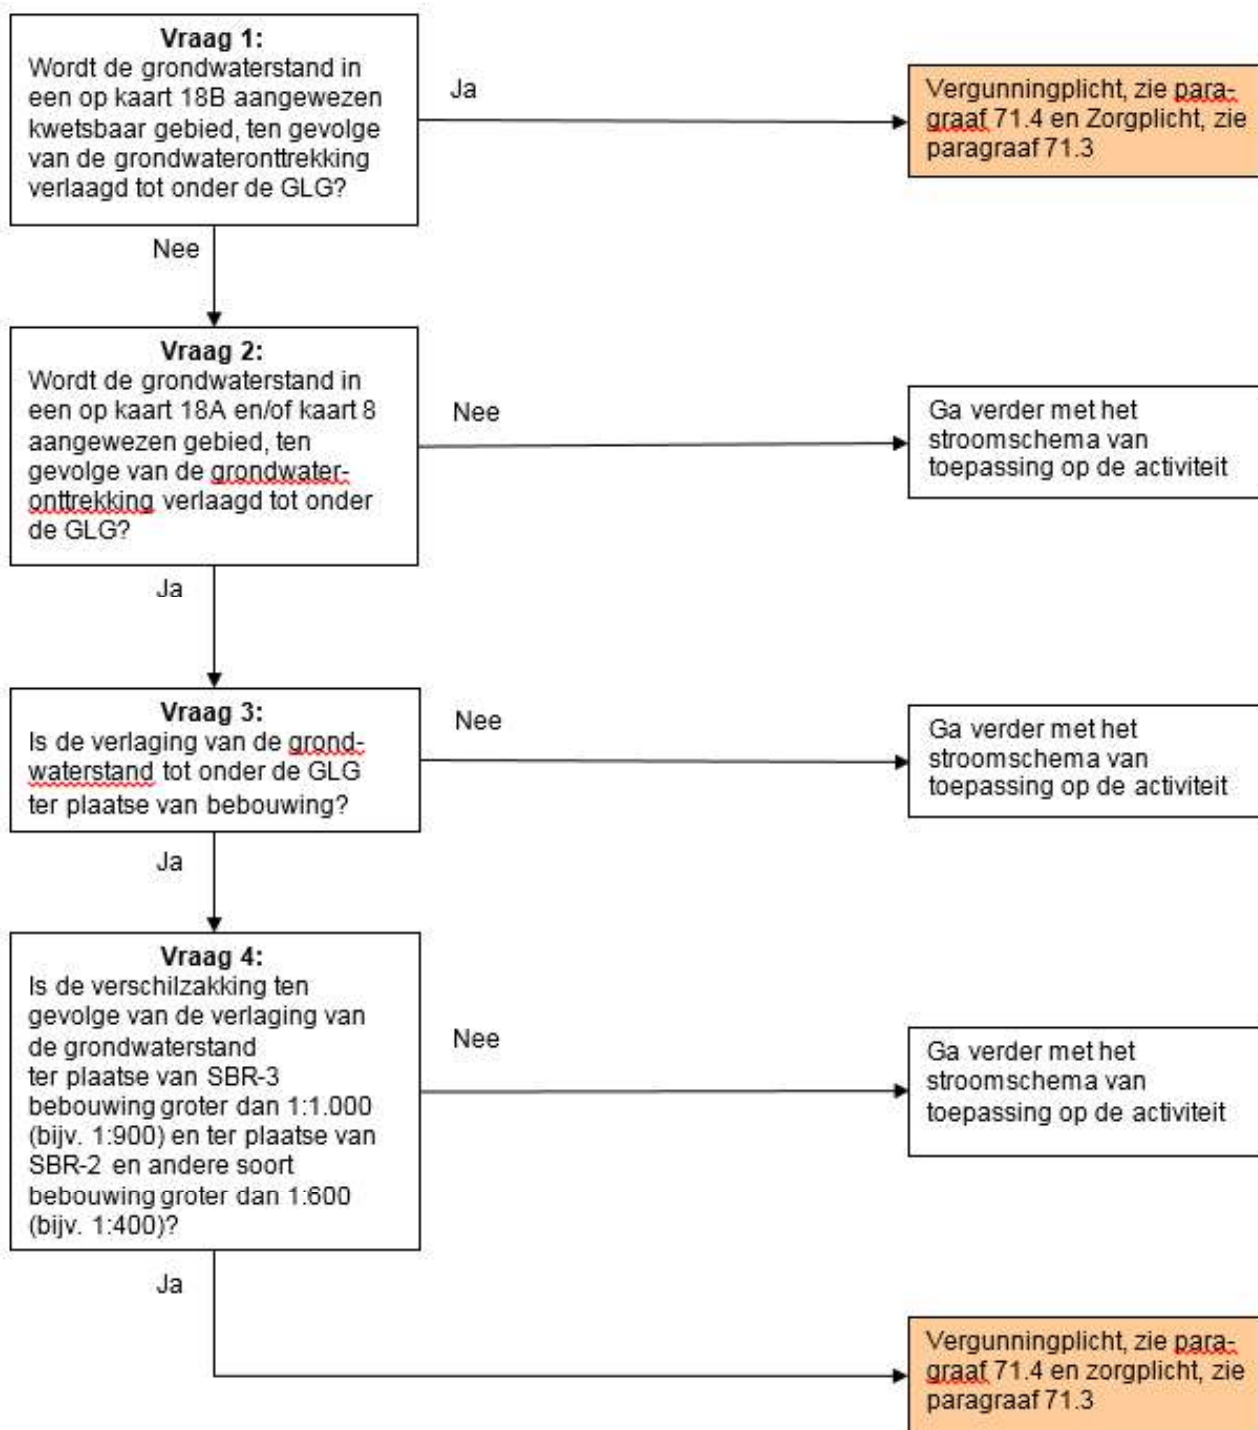 Vraag 1:
Wordt de grondwaterstand in
een op kaart 18B aangewezen
kwetsbaar gebied, ten gevolge
van de grondwateronttrekking
verlaagd tot onder de GLG?
Ja
Vergunningplicht, zie para-
graaf 71.4 en Zorgplicht, zie
paragraaf 71.3
Nee
Vraag 2:
Wordt de grondwaterstand in
een op kaart 18A en/of kaart 8
aangewezen gebied, ten
gevolge van de grondwater-
onttrekking verlaagd tot onder
de GLG?
Nee
Ga verder met het
stroomschema van
toepassing op de activiteit
Ja
Vraag 3:
Is de verlaging van de grond-
waterstand tot onder de GLG
ter plaatse van bebouwing?
Nee
Ga verder met het
stroomschema van
toepassing op de activiteit
Ja
Vraag 4:
Is de verschilzakking ten
gevolge van de verlaging van
de grondwaterstand
ter plaatse van SBR-3
bebouwing groter dan 1:1.000
(bijv. 1:900) en ter plaatse van
SBR-2 en andere soort
bebouwing groter dan 1:600
(bijv. 1:400)?
Nee
Ga verder met het
stroomschema van
toepassing op de activiteit
Ja
Vergunningplicht, zie para-
graaf 71.4 en zorgplicht, zie
paragraaf 71.3